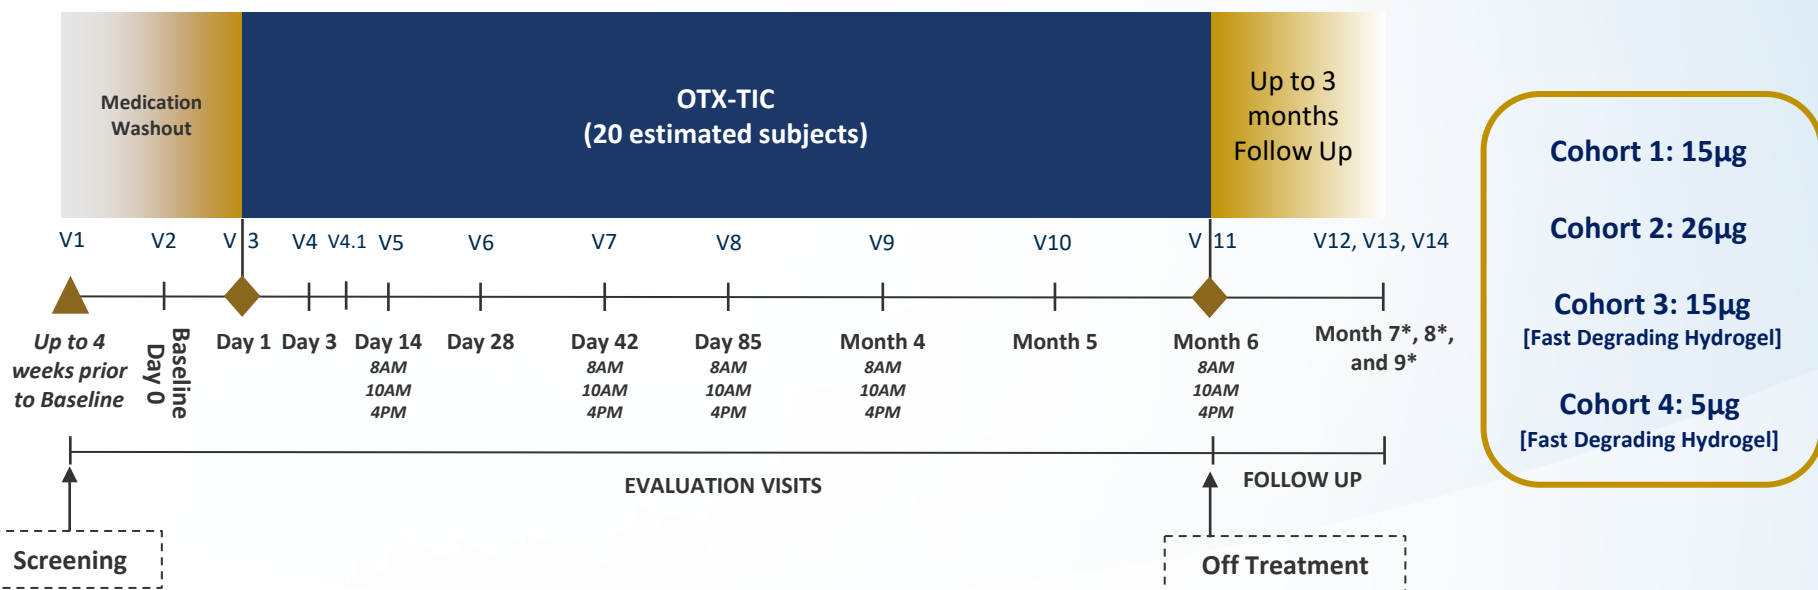 Medication
Washout
OTX-TIC
(20 estimated subjects)
Up to 3
months
Follow Up
V1
V2
V 3
V4
V4.1
V5
V6
V7
V8
V9
V10
V 11
V12, V13, V14
Up to 4
weeks prior
to Baseline
Baseline
Day 0
Day 1
Day 3
Day 14
8AM
10AM
4PM
Day 28
Day 42
8AM
10AM
4PM
Day 85
8AM
10AM
4PM
Month 4
8AM
10AM
4PM
Month 5
Month 6
8AM
10AM
4PM
Month 7*, 8*,
and 9*
EVALUATION VISITS
FOLLOW UP
Screening
Off Treatment
Cohort 1: 15µg
Cohort 2: 26µg
Cohort 3: 15µg
[Fast Degrading Hydrogel]
Cohort 4: 5µg
[Fast Degrading Hydrogel]